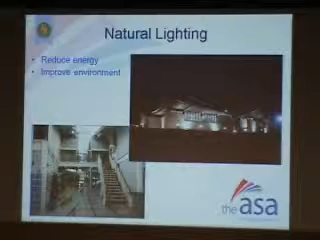 Natural Lighting
• Reduce energy
• Improve environment
the asa